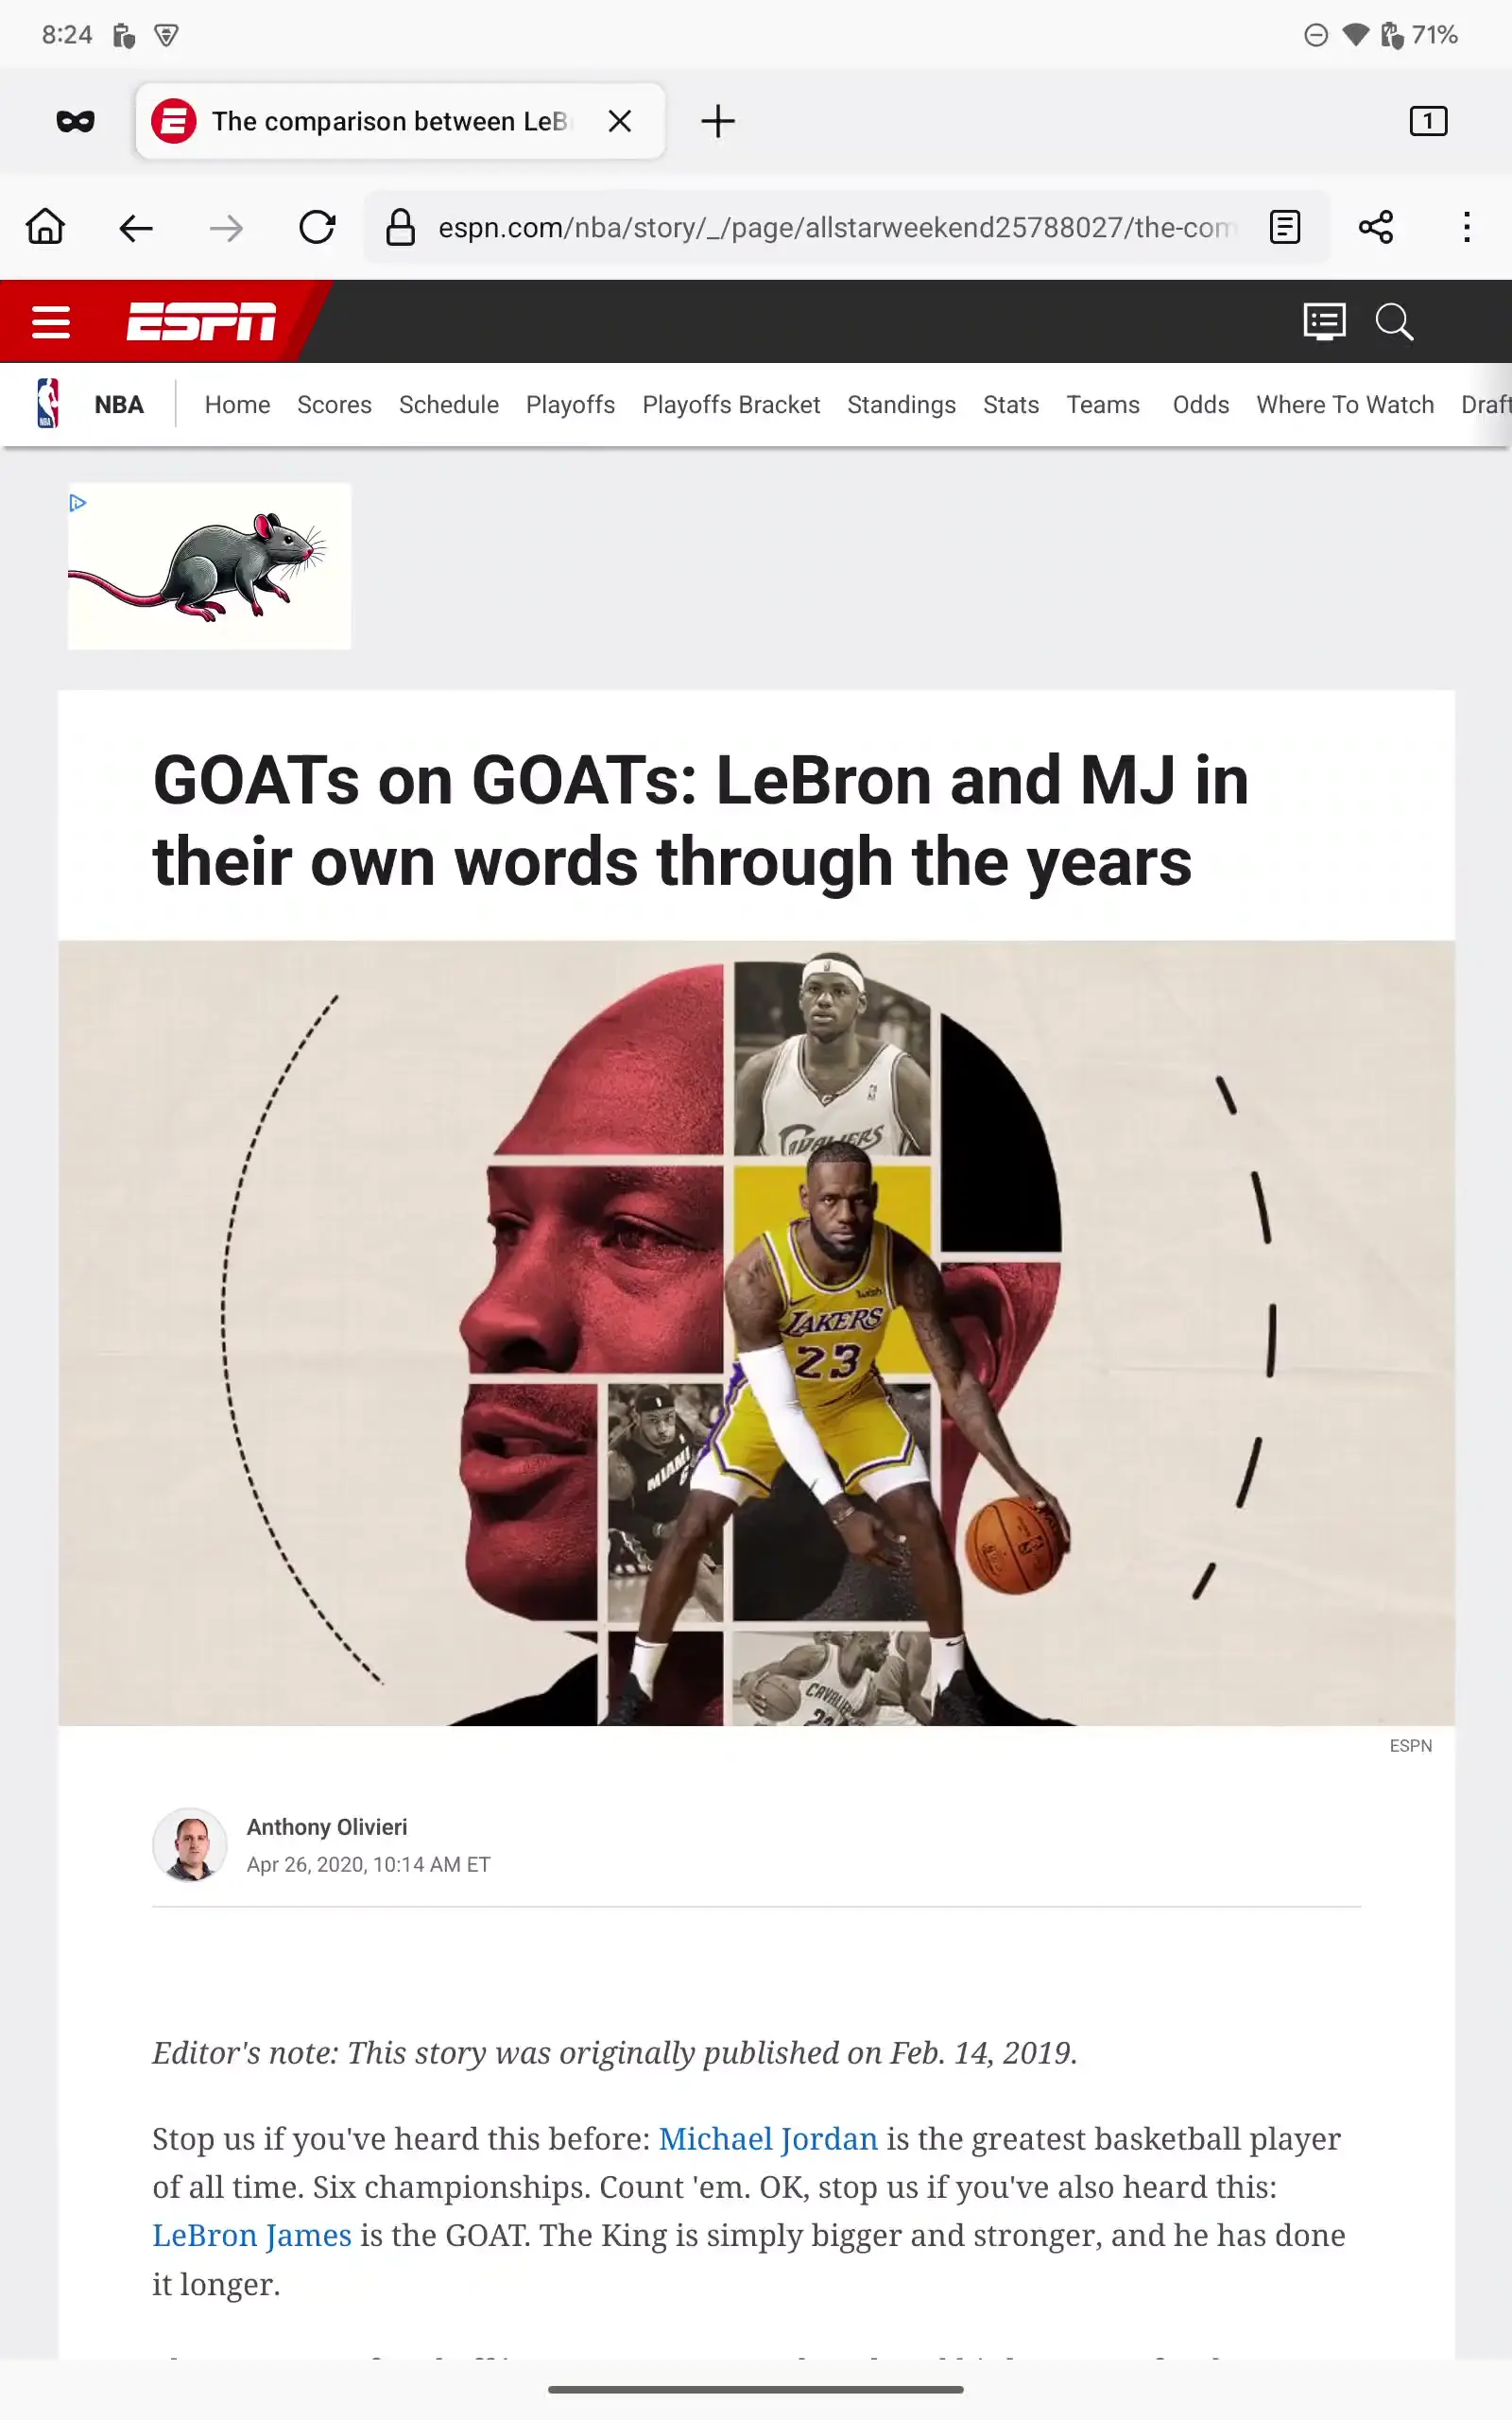 8:24
71%
The comparison between LeB
1
espn.com/nba/story/_/page/allstarweekend25788027/the-com
ESPN
NBA Home Scores Schedule Playoffs Playoffs Bracket Standings Stats Teams Odds Where To Watch Draft
GOATs on GOATs: LeBron and MJ in
their own words through the years
CAVALIERS
LAKERS
23
MIAMI
CAVALIE
23
ESPN
Anthony Olivieri
Apr 26, 2020, 10:14 AM ET
Editor's note: This story was originally published on Feb. 14, 2019.
Stop us if you've heard this before: Michael Jordan is the greatest basketball player
of all time. Six championships. Count 'em. OK, stop us if you've also heard this:
LeBron James is the GOAT. The King is simply bigger and stronger, and he has done
it longer.